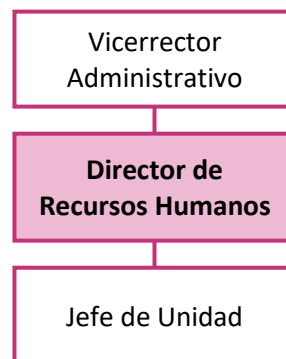 Vicerrector
Administrativo
Director de
Recursos Humanos
Jefe de Unidad